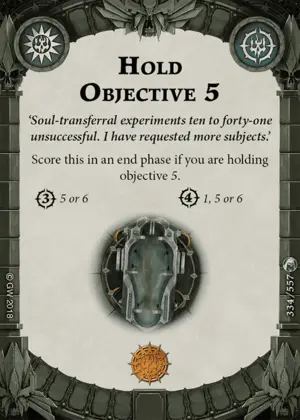 HOLD
OBJECTIVE 5
‘Soul-transferral experiments ten to forty-one
unsuccessful. I have requested more subjects.’
Score this in an end phase if you are holding
objective 5.
3 5 or 6 4 1, 5 or 6
© GW 2018
334/557